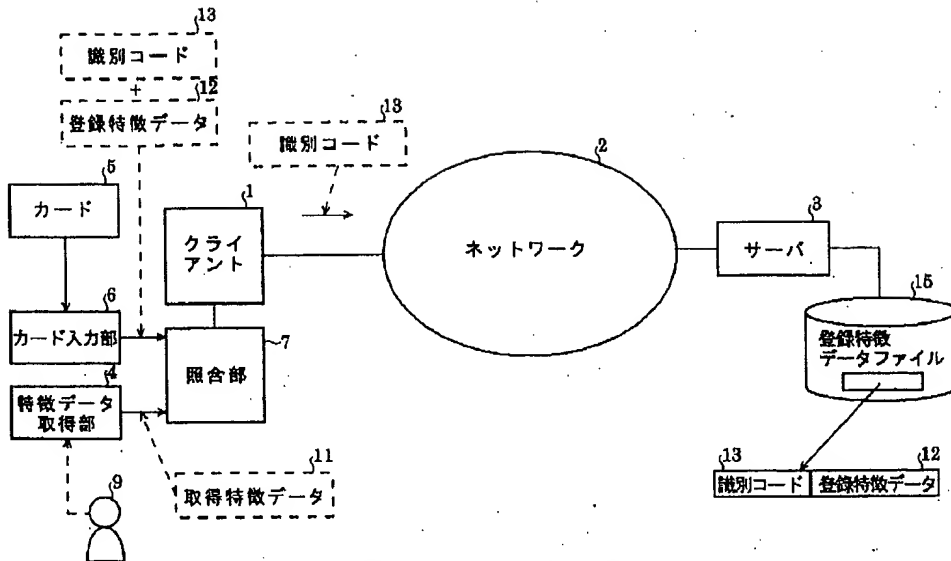 13
識別コード
+
12
登録特徴データ
13
識別コード
5
カード
1
クライ
アント
2
ネットワーク
3
サーバ
15
登録特徴
データファイル
6
カード入力部
7
照合部
4
特徴データ
取得部
11
取得特徴データ
9
13
識別コード
12
登録特徴データ